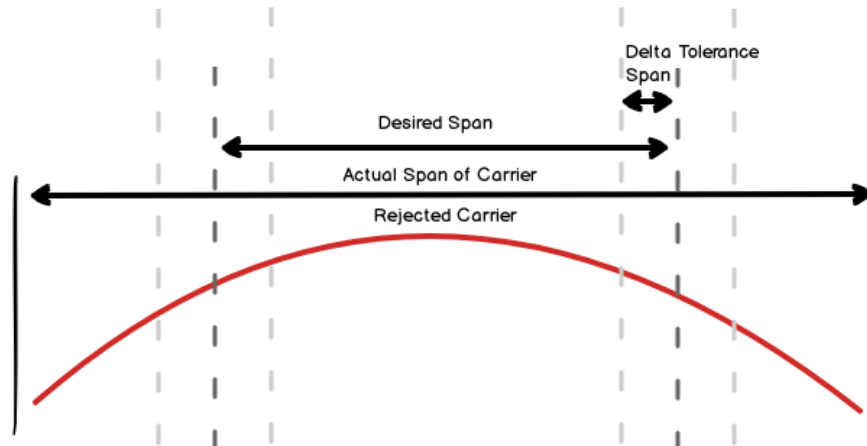 Delta Tolerance
Span
Desired Span
Actual Span of Carrier
Rejected Carrier